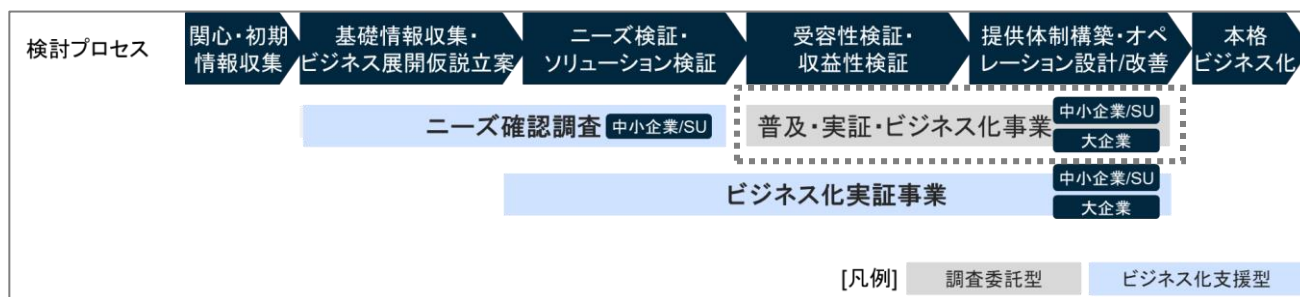 検討プロセス
関心・初期
情報収集
基礎情報収集・
ビジネス展開仮説立案
ニーズ検証・
ソリューション検証
受容性検証・
収益性検証
提供体制構築・オペ
レーション設計/改善
本格
ビジネス化
ニーズ確認調査 中小企業/SU
普及・実証・ビジネス化事業 中小企業/SU
大企業
ビジネス化実証事業 中小企業/SU
大企業
[凡例] 調査委託型 ビジネス化支援型